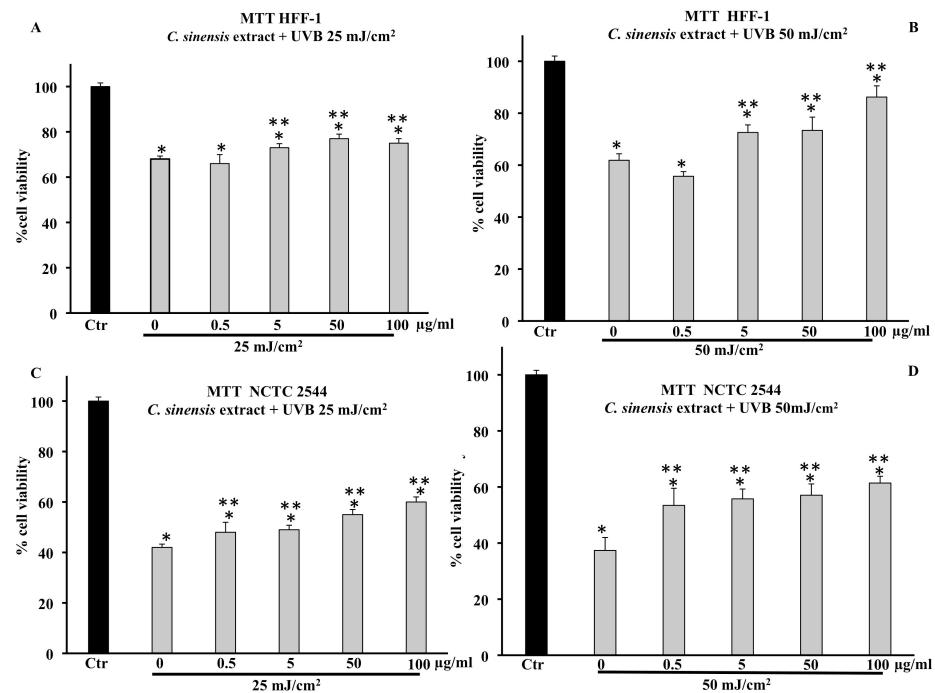 A
MTT HFF-1
C. sinensis extract + UVB 25 mJ/cm²
%cell viability
100
80
60
40
20
0
*
*
**
*
**
*
**
*
Ctr 0 0.5 5 50 100 µg/ml
25 mJ/cm²
B
MTT HFF-1
C. sinensis extract + UVB 50 mJ/cm²
% cell viability
100
80
60
40
20
0
*
*
**
*
**
*
**
*
Ctr 0 0.5 5 50 100 µg/ml
50 mJ/cm²
C
MTT NCTC 2544
C. sinensis extract + UVB 25 mJ/cm²
% cell viability
100
80
60
40
20
0
*
**
*
**
*
**
*
**
*
Ctr 0 0.5 5 50 100 µg/ml
25 mJ/cm²
D
MTT NCTC 2544
C. sinensis extract + UVB 50mJ/cm²
% cell viability
100
80
60
40
20
0
*
**
*
**
*
**
*
**
*
Ctr 0 0.5 5 50 100 µg/ml
50 mJ/cm²